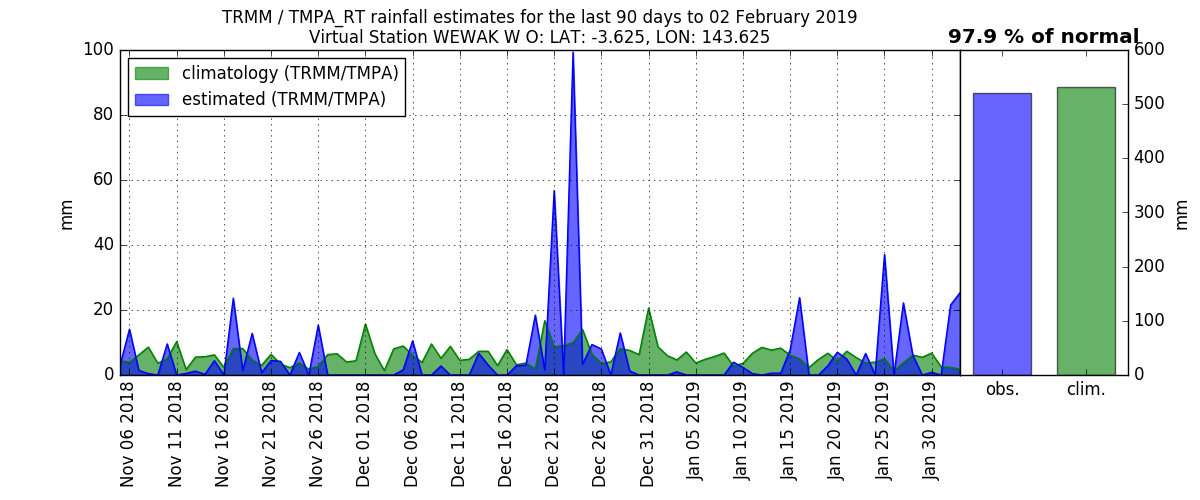 TRMM / TMPA_RT rainfall estimates for the last 90 days to 02 February 2019
Virtual Station WEWAK W O: LAT: -3.625, LON: 143.625
97.9 % of normal
climatology (TRMM/TMPA)
estimated (TRMM/TMPA)
100
80
60
40
20
0
mm
600
500
400
300
200
100
0
mm
obs.
clim.
Nov 06 2018
Nov 11 2018
Nov 16 2018
Nov 21 2018
Nov 26 2018
Dec 01 2018
Dec 06 2018
Dec 11 2018
Dec 16 2018
Dec 21 2018
Dec 26 2018
Dec 31 2018
Jan 05 2019
Jan 10 2019
Jan 15 2019
Jan 20 2019
Jan 25 2019
Jan 30 2019